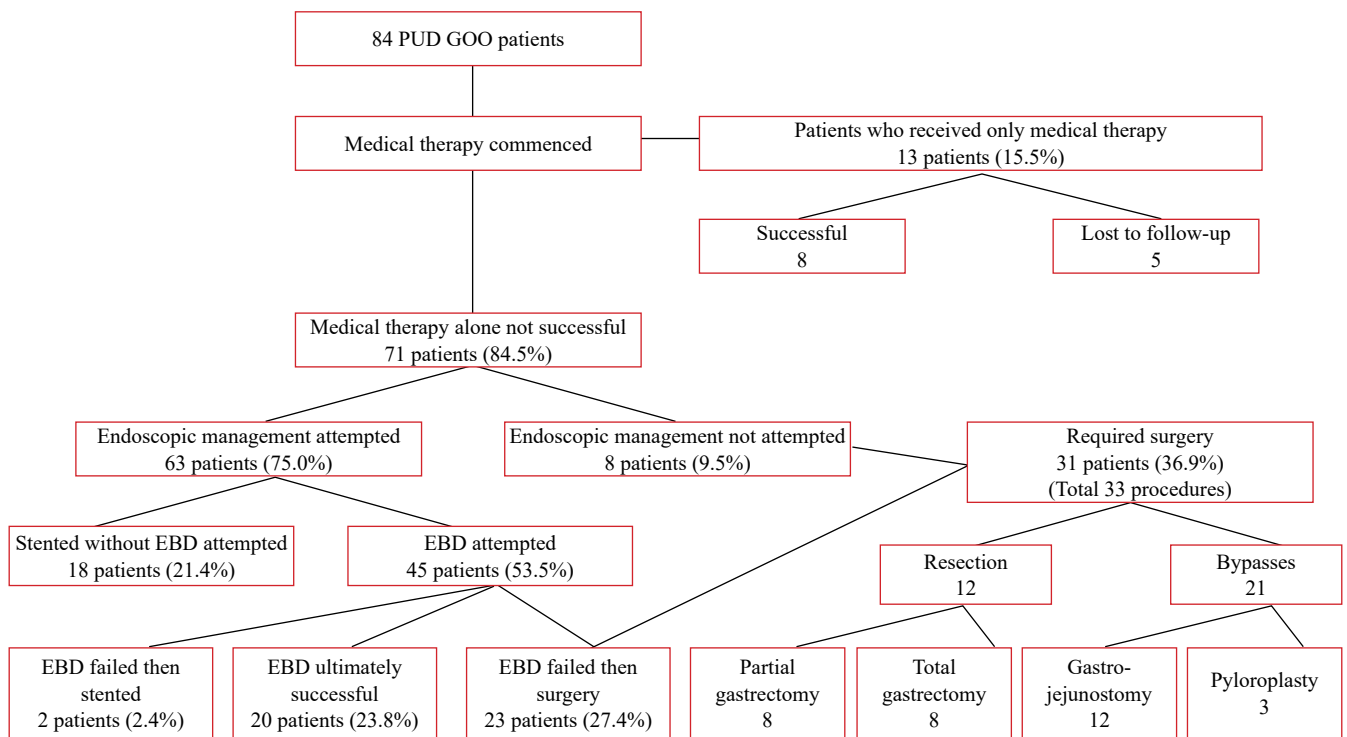 84 PUD GOO patients
Medical therapy commenced
Patients who received only medical therapy
13 patients (15.5%)
Successful
8
Lost to follow-up
5
Medical therapy alone not successful
71 patients (84.5%)
Endoscopic management attempted
63 patients (75.0%)
Endoscopic management not attempted
8 patients (9.5%)
Required surgery
31 patients (36.9%)
(Total 33 procedures)
Stented without EBD attempted
18 patients (21.4%)
EBD attempted
45 patients (53.5%)
Resection
12
Bypasses
21
EBD failed then
stented
2 patients (2.4%)
EBD ultimately
successful
20 patients (23.8%)
EBD failed then
surgery
23 patients (27.4%)
Partial
gastrectomy
8
Total
gastrectomy
8
Gastro-
jejunostomy
12
Pyloroplasty
3